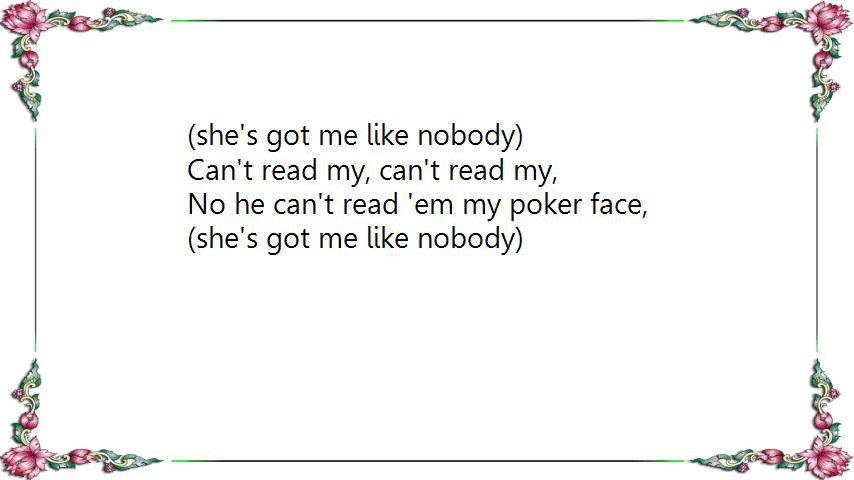 (she's got me like nobody)
Can't read my, can't read my,
No he can't read 'em my poker face,
(she's got me like nobody)